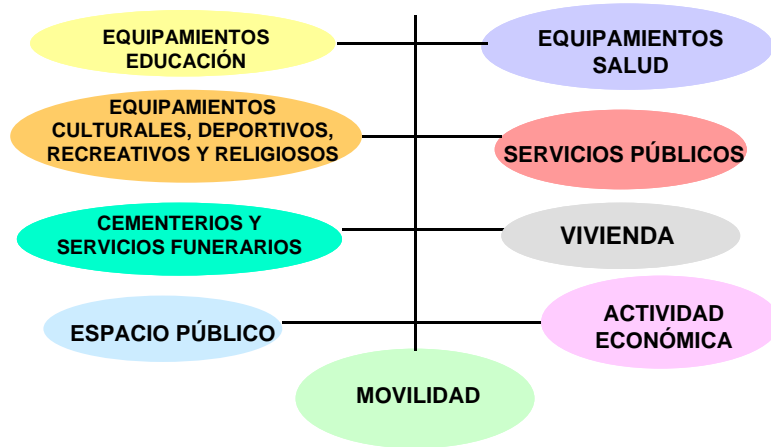 EQUIPAMIENTOS
EDUCACIÓN
EQUIPAMIENTOS
SALUD
EQUIPAMIENTOS
CULTURALES, DEPORTIVOS,
RECREATIVOS Y RELIGIOSOS
SERVICIOS PÚBLICOS
CEMENTERIOS Y
SERVICIOS FUNERARIOS
VIVIENDA
ESPACIO PÚBLICO
ACTIVIDAD
ECONÓMICA
MOVILIDAD